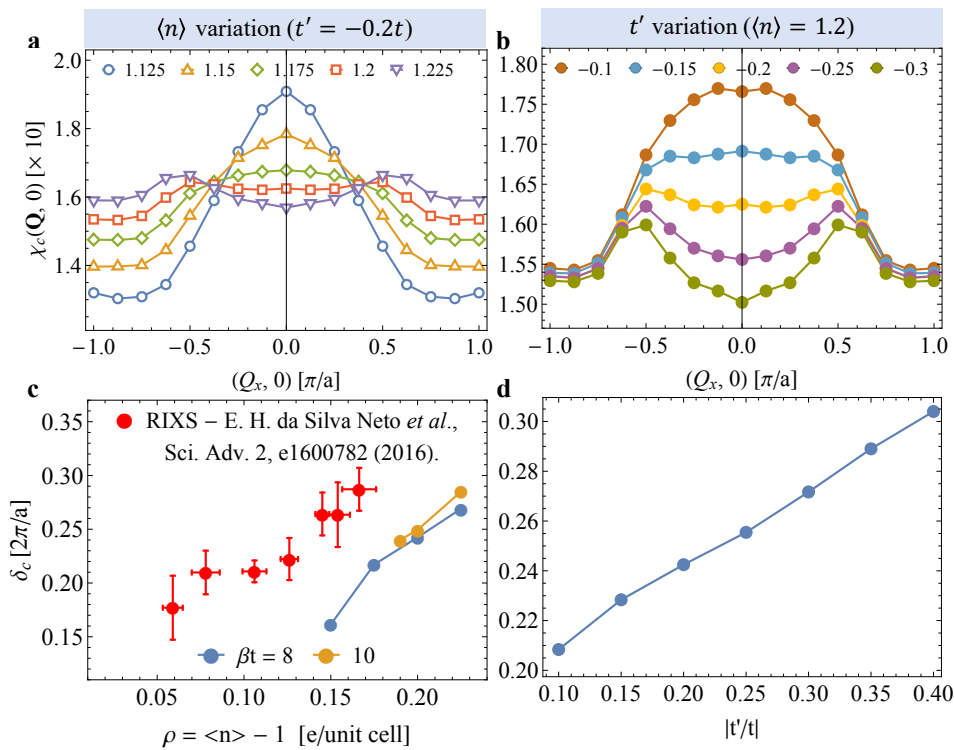 ⟨n⟩ variation (t′ = −0.2t)
t′ variation (⟨n⟩ = 1.2)
a
2.0
1.8
1.6
1.4
χc(Q, 0) [× 10]
1.125 1.15 1.175 1.2 1.225
−1.0 −0.5 0.0 0.5 1.0
(Qx, 0) [π/a]
b
1.80
1.75
1.70
1.65
1.60
1.55
1.50
−0.1 −0.15 −0.2 −0.25 −0.3
−1.0 −0.5 0.0 0.5 1.0
(Qx, 0) [π/a]
c
0.35
0.30
0.25
0.20
0.15
δc [2π/a]
RIXS – E. H. da Silva Neto et al.,
Sci. Adv. 2, e1600782 (2016).
βt = 8 10
0.05 0.10 0.15 0.20
ρ = <n> − 1 [e/unit cell]
d
0.30
0.28
0.26
0.24
0.22
0.20
0.10 0.15 0.20 0.25 0.30 0.35 0.40
|t'/t|